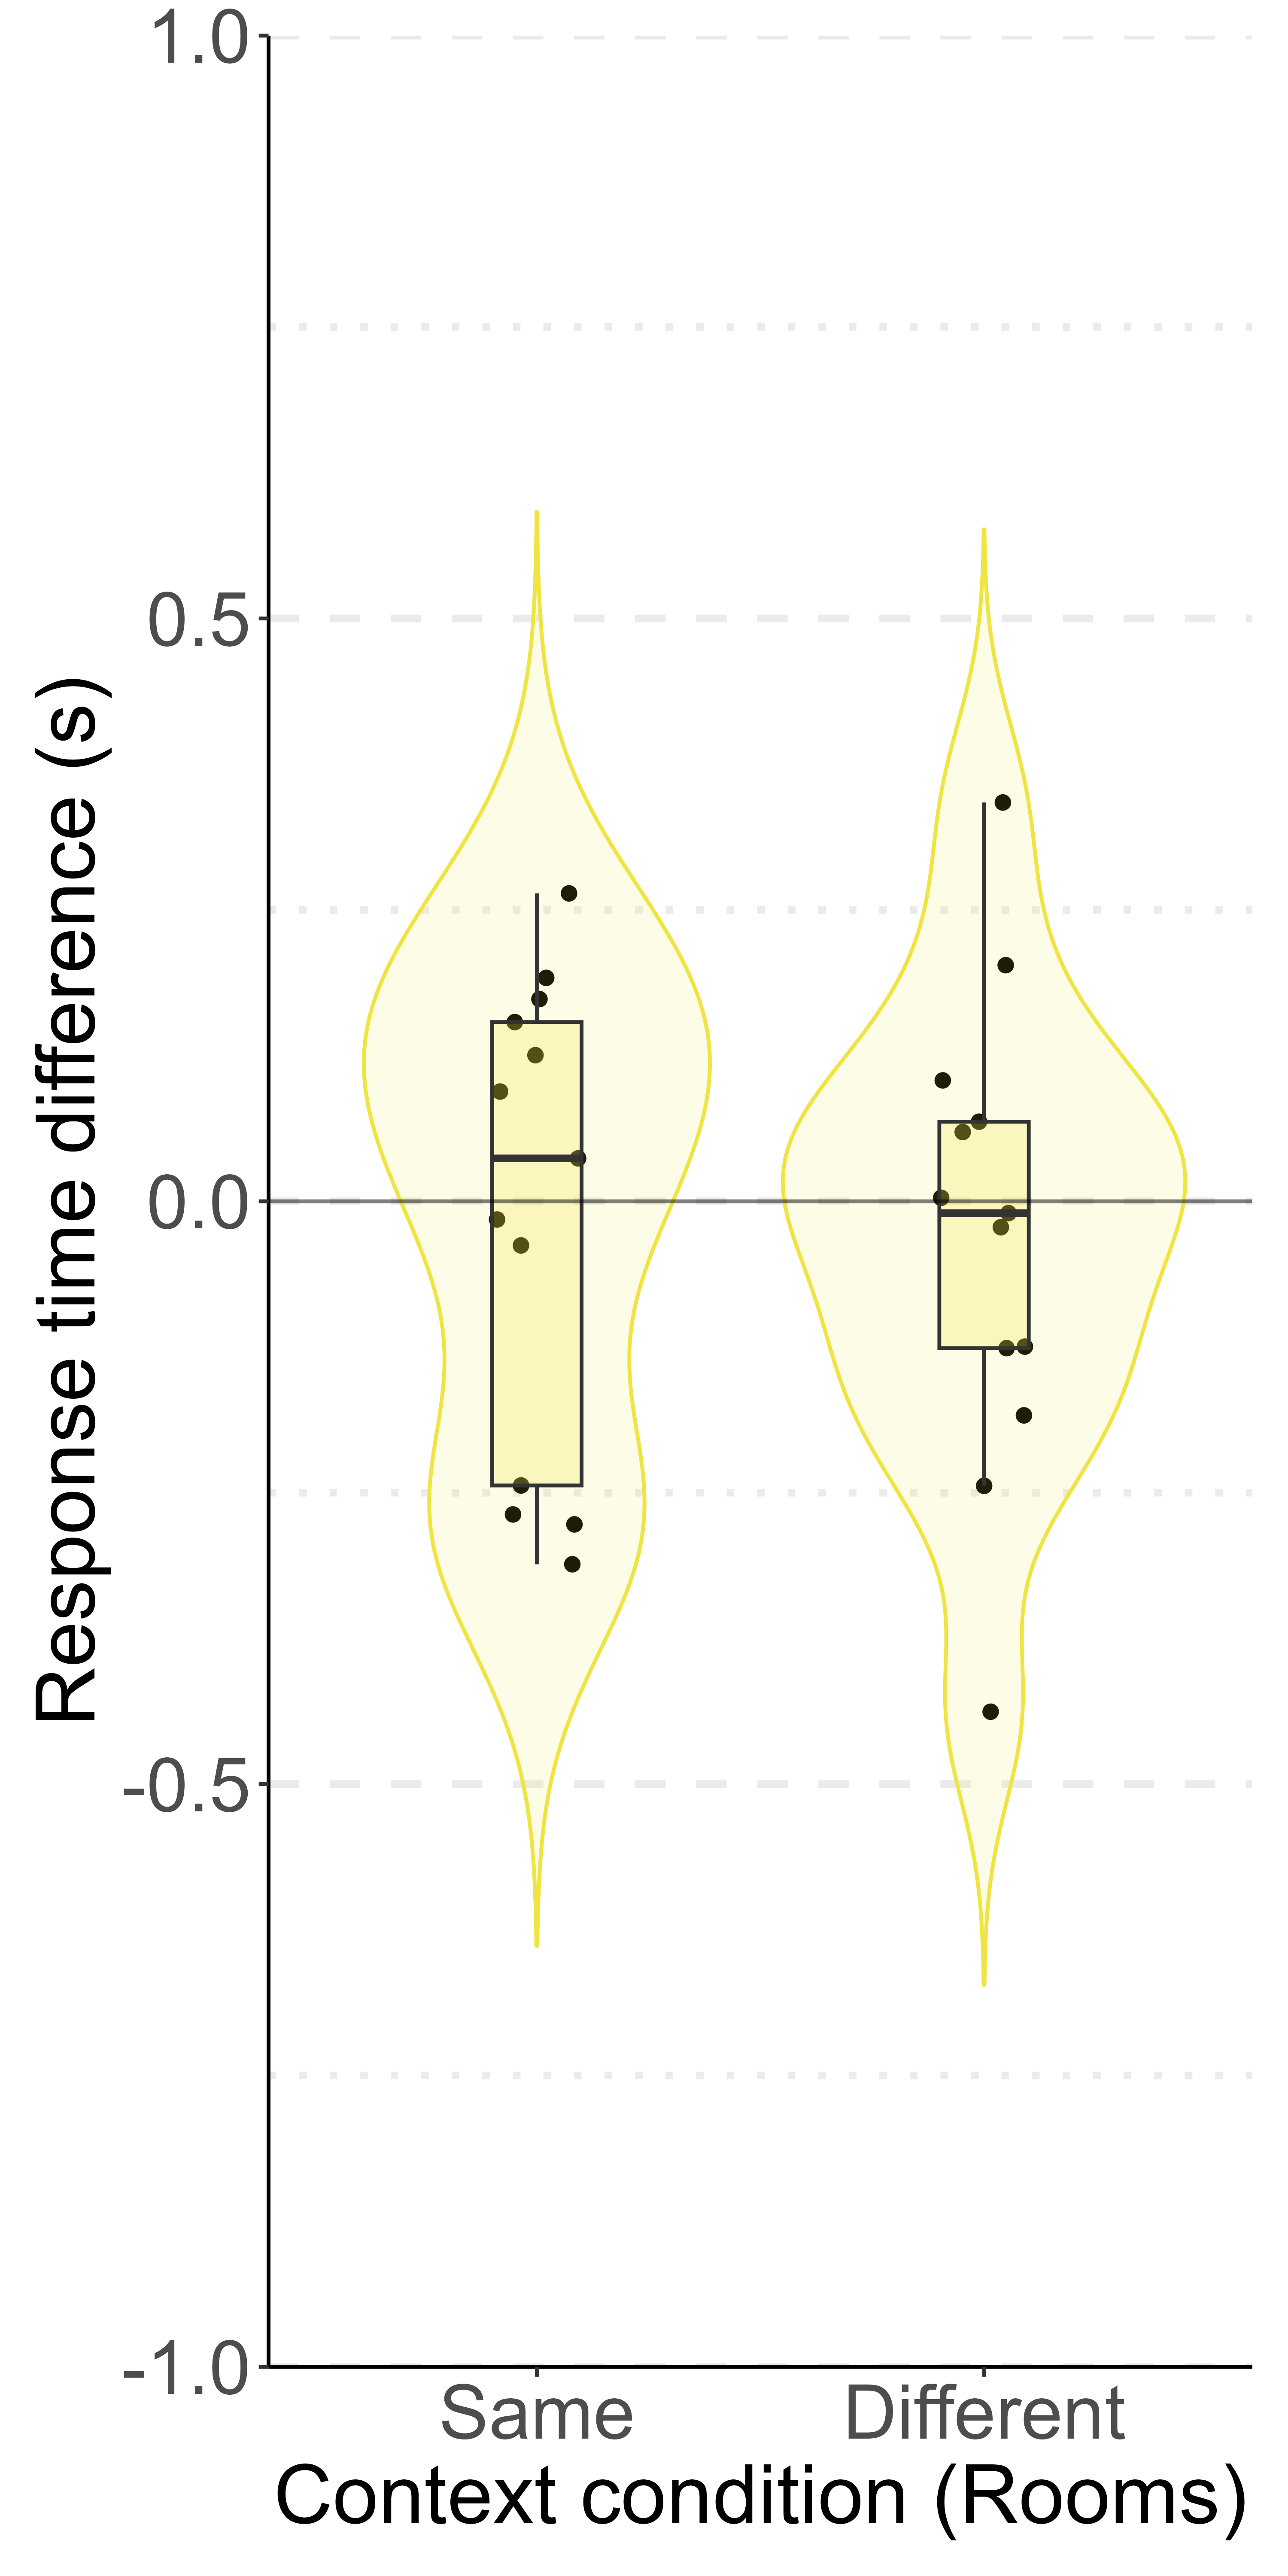 1.0
0.5
0.0
-0.5
-1.0
Response time difference (s)
Same Different
Context condition (Rooms)